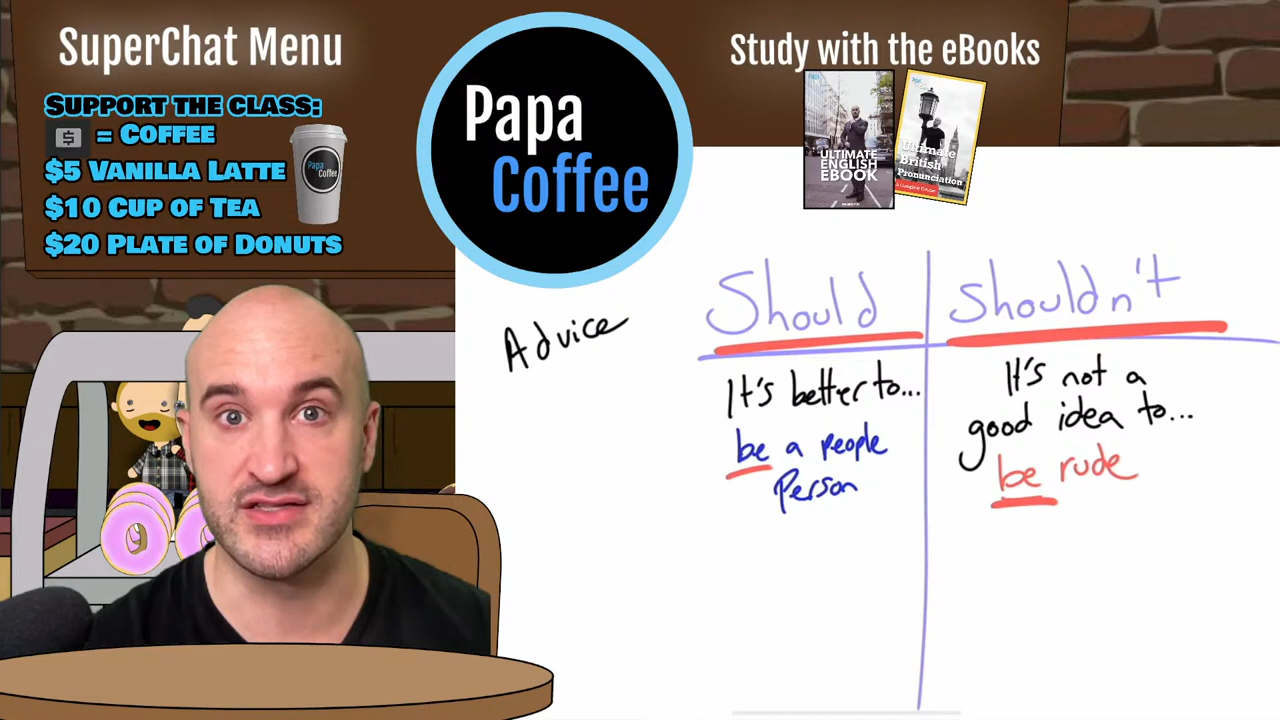 SuperChat Menu
SUPPORT THE CLASS:
$ = COFFEE
$5 VANILLA LATTE
$10 CUP OF TEA
$20 PLATE OF DONUTS
Papa
Coffee
Papa
Coffee
Study with the eBooks
ULTIMATE
ENGLISH
EBOOK
Ultimate
British
Pronunciation
Advice
Should
Shouldn't
It's better to...
be a people
Person
It's not a
good idea to...
be rude